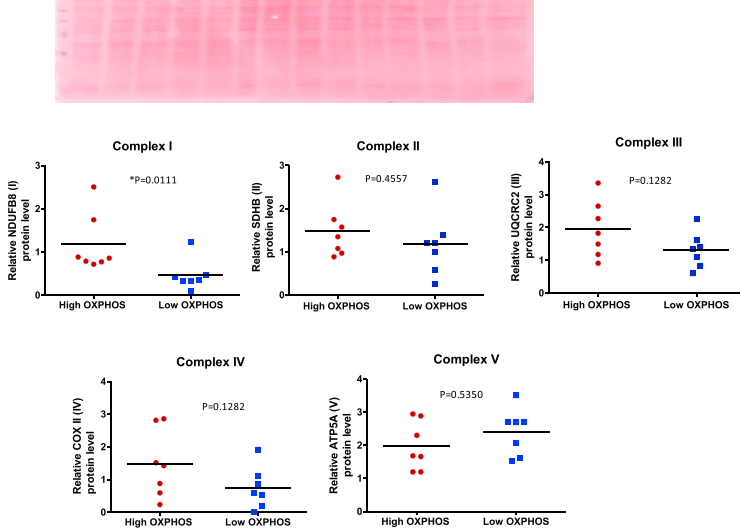 Complex I
Relative NDUFB8 (I)
protein level
3
2
1
0
*P=0.0111
High OXPHOS
Low OXPHOS
Complex II
Relative SDHB (II)
protein level
3
2
1
0
P=0.4557
High OXPHOS
Low OXPHOS
Complex III
Relative UQCRC2 (III)
protein level
4
3
2
1
0
P=0.1282
High OXPHOS
Low OXPHOS
Complex IV
Relative COX II (IV)
protein level
4
3
2
1
0
P=0.1282
High OXPHOS
Low OXPHOS
Complex V
Relative ATP5A (V)
protein level
4
3
2
1
0
P=0.5350
High OXPHOS
Low OXPHOS